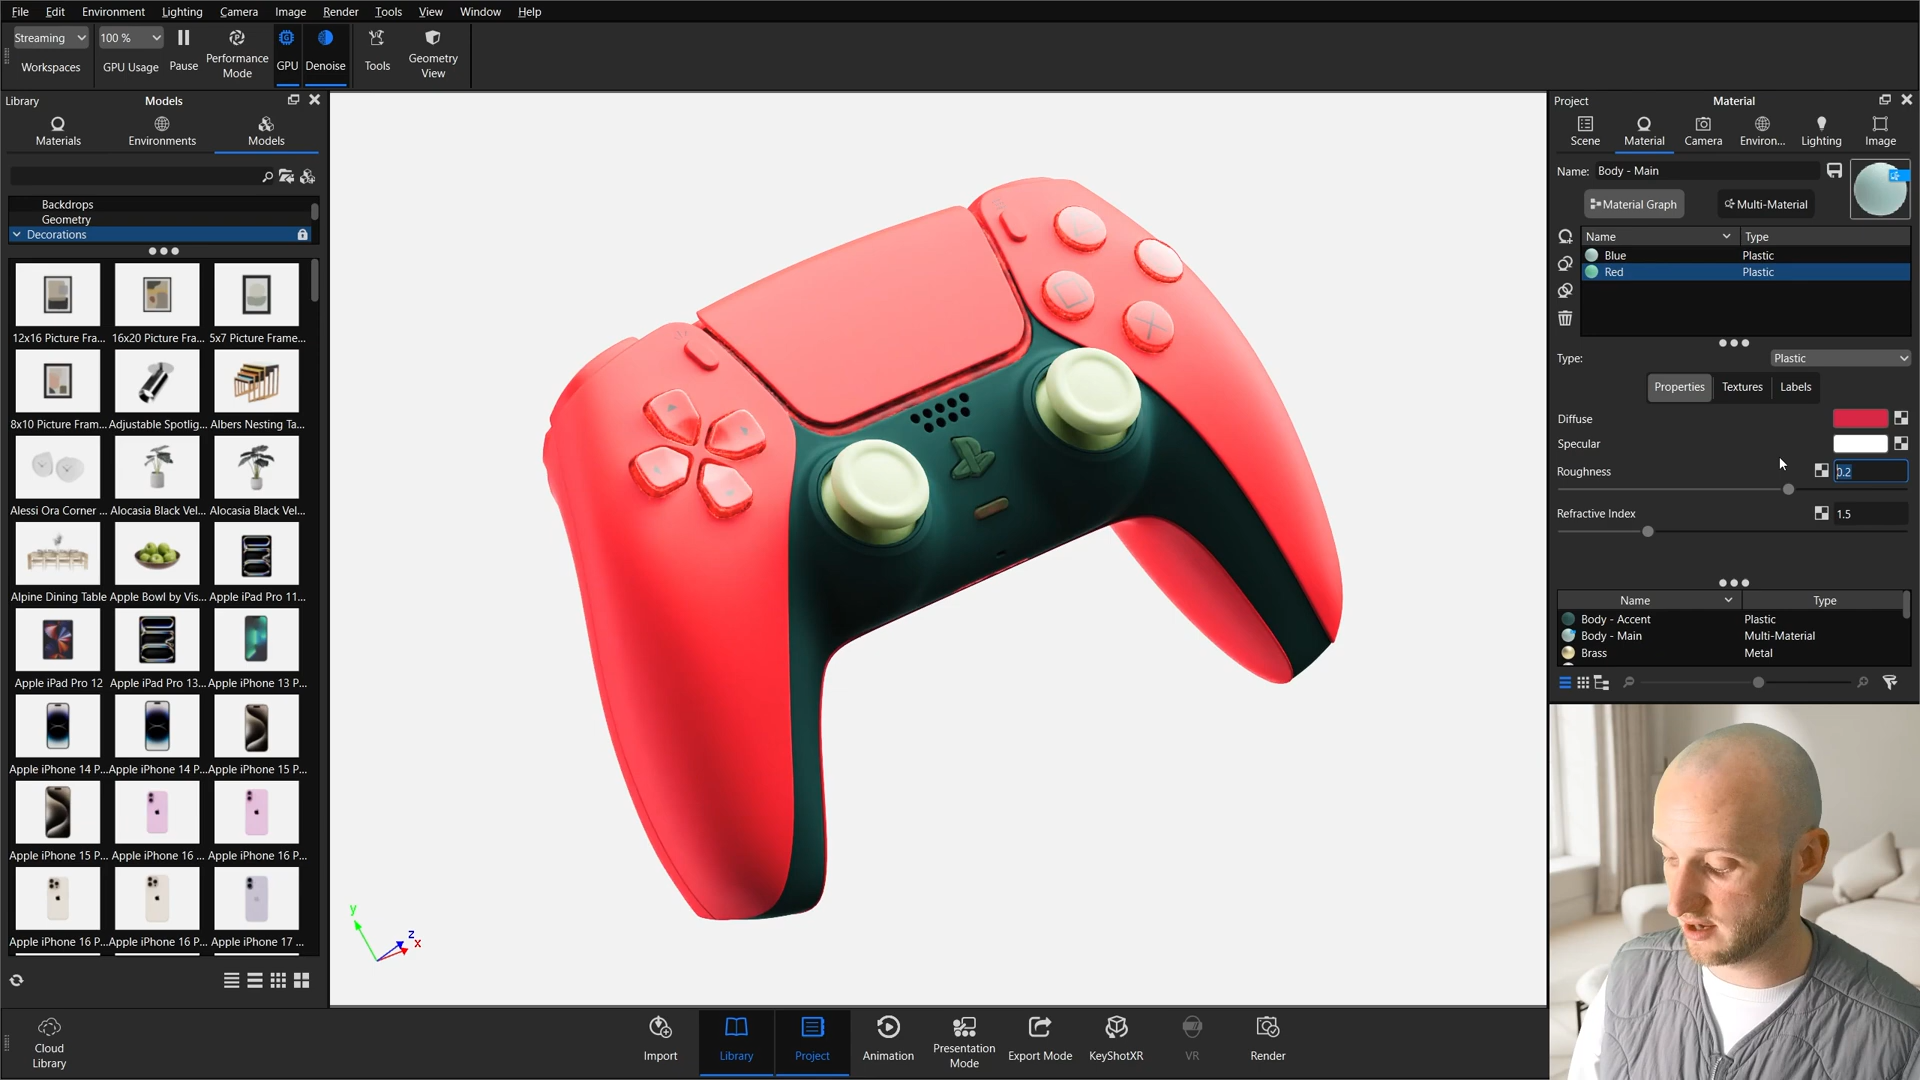 File Edit Environment Lighting Camera Image Render Tools View Window Help
Streaming 100 %
Workspaces GPU Usage Pause Performance Mode GPU Denoise Tools Geometry View
Library Models
Materials Environments Models
Backdrops
Geometry
Decorations
12x16 Picture Fra... 16x20 Picture Fra... 5x7 Picture Frame...
8x10 Picture Fram... Adjustable Spotlig... Albers Nesting Ta...
Alessi Ora Corner ... Alocasia Black Vel... Alocasia Black Vel...
Alpine Dining Table Apple Bowl by Vis... Apple iPad Pro 11...
Apple iPad Pro 12 Apple iPad Pro 13... Apple iPhone 13 P...
Apple iPhone 14 P... Apple iPhone 14 P... Apple iPhone 15 P...
Apple iPhone 15 P... Apple iPhone 16 ... Apple iPhone 16 P...
Apple iPhone 16 P... Apple iPhone 16 P... Apple iPhone 17 ...
Cloud Library
y
z
x
Import Library Project Animation Presentation Mode Export Mode KeyShotXR VR Render
Project Material
Scene Material Camera Environ... Lighting Image
Name: Body - Main
Material Graph Multi-Material
Name Type
Blue Plastic
Red Plastic
Type: Plastic
Properties Textures Labels
Diffuse
Specular
Roughness 0.2
Refractive Index 1.5
Name Type
Body - Accent Plastic
Body - Main Multi-Material
Brass Metal